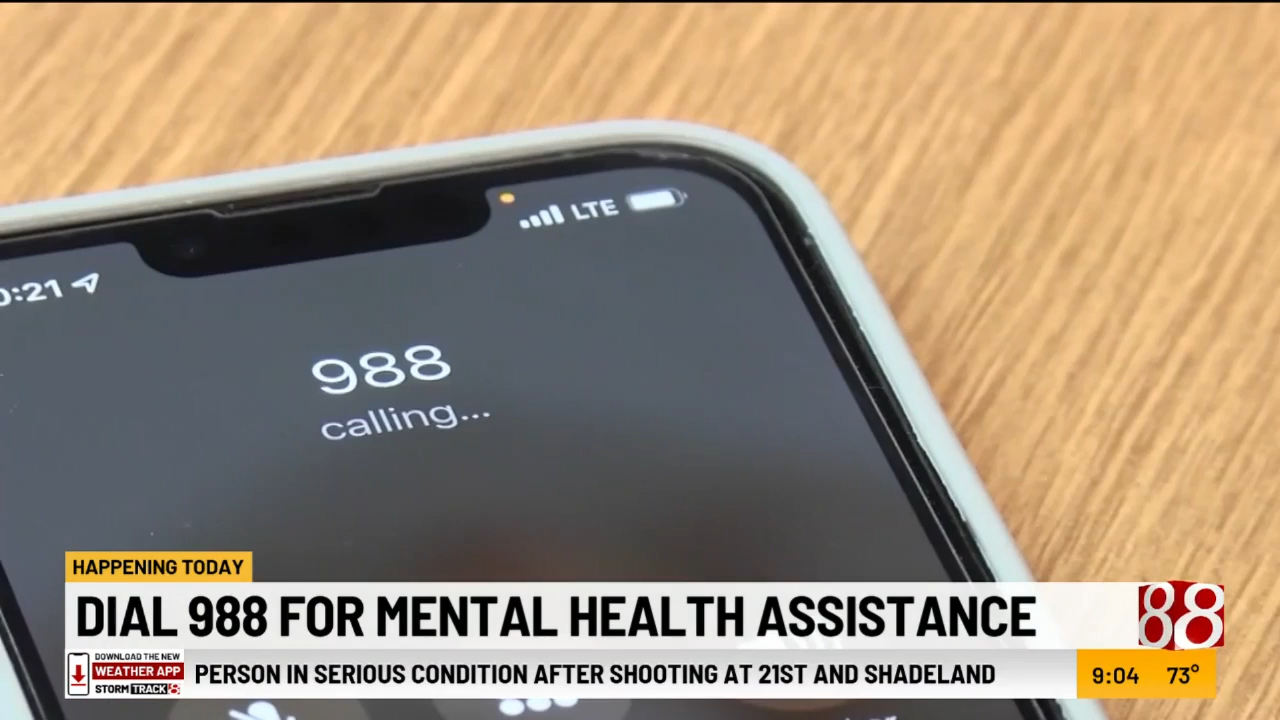 LTE
0:21
988
calling...
HAPPENING TODAY
DIAL 988 FOR MENTAL HEALTH ASSISTANCE
88
DOWNLOAD THE NEW
WEATHER APP
STORM TRACK 8
PERSON IN SERIOUS CONDITION AFTER SHOOTING AT 21ST AND SHADELAND
9:04 73°